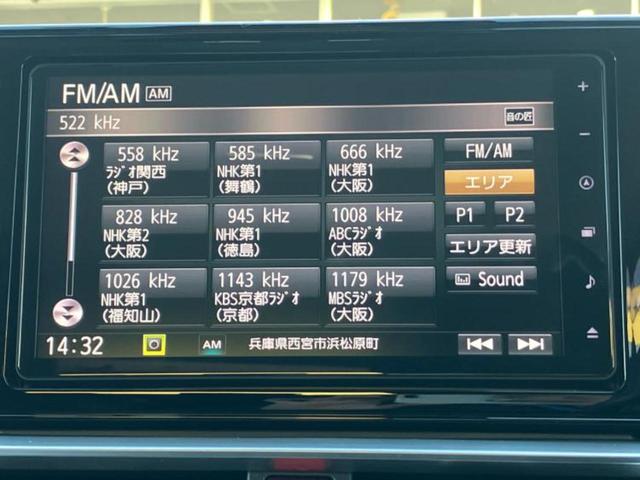 FM/AM AM
522 kHz 音の匠
558 kHz
ラジオ関西
(神戸)
585 kHz
NHK第1
(舞鶴)
666 kHz
NHK第1
(大阪)
FM/AM
エリア
828 kHz
NHK第2
(大阪)
945 kHz
NHK第1
(徳島)
1008 kHz
ABCラジオ
(大阪)
P1 P2
エリア更新
1026 kHz
NHK第1
(福知山)
1143 kHz
KBS京都ラジオ
(京都)
1179 kHz
MBSラジオ
(大阪)
Sound
14:32 AM 兵庫県西宮市浜松原町